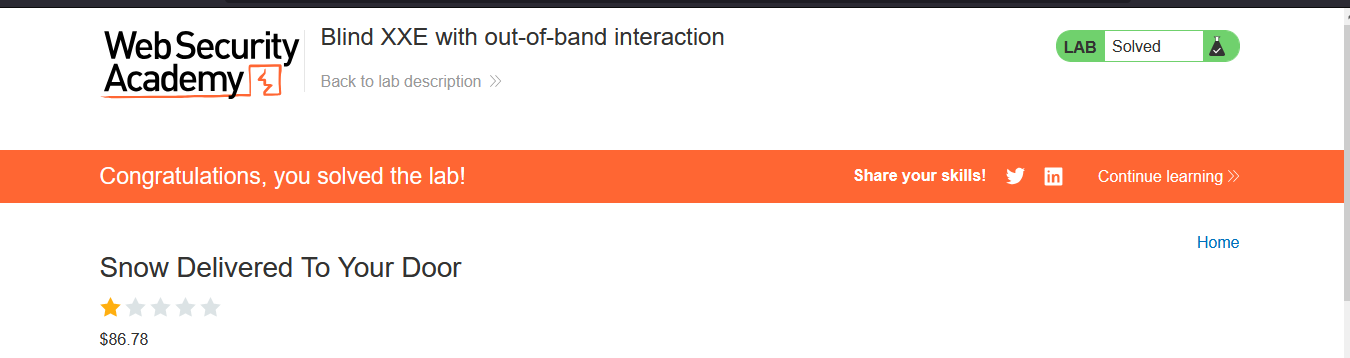 Web Security
Academy
Blind XXE with out-of-band interaction
Back to lab description
LAB Solved
Congratulations, you solved the lab!
Share your skills!
Continue learning
Home
Snow Delivered To Your Door
$86.78